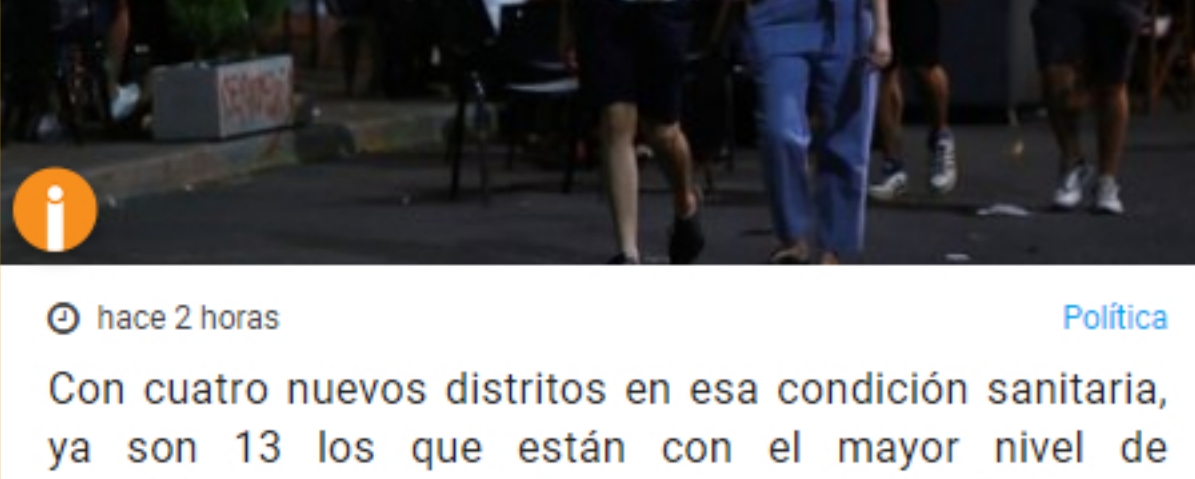 hace 2 horas
Política
Con cuatro nuevos distritos en esa condición sanitaria,
ya son 13 los que están con el mayor nivel de